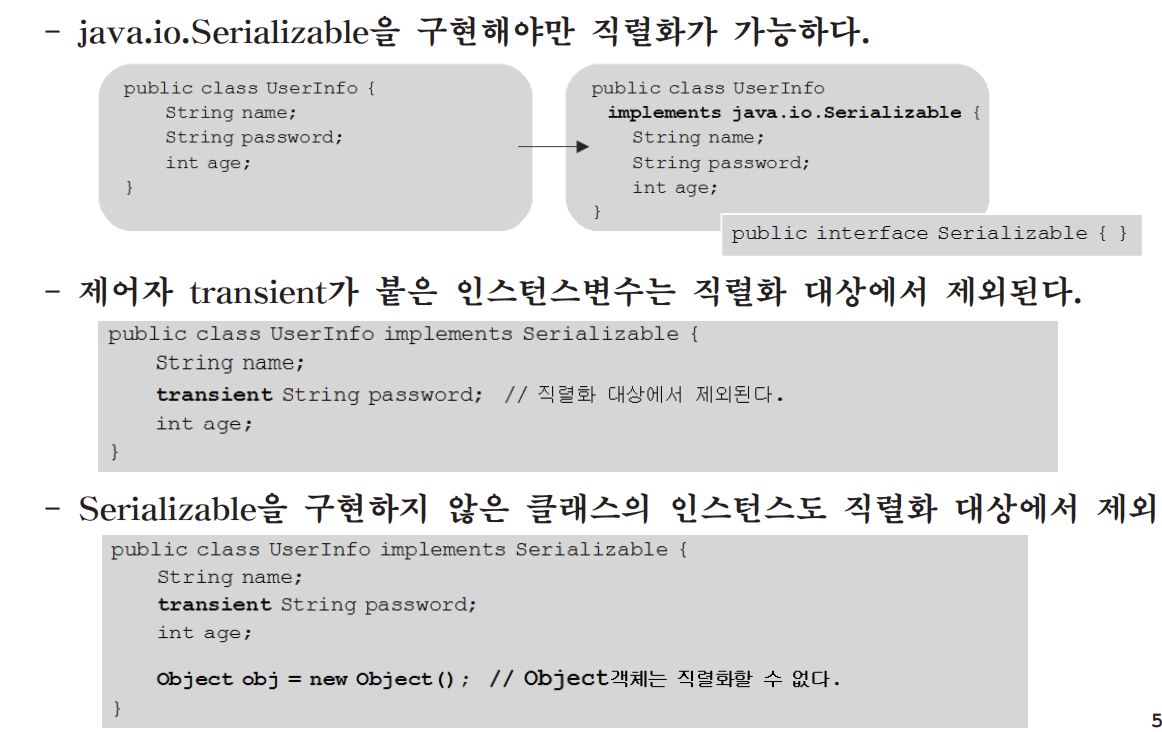 - java.io.Serializable을 구현해야만 직렬화가 가능하다.
public class UserInfo {
String name;
String password;
int age;
}
public class UserInfo
implements java.io.Serializable {
String name;
String password;
int age;
}
public interface Serializable { }
- 제어자 transient가 붙은 인스턴스변수는 직렬화 대상에서 제외된다.
public class UserInfo implements Serializable {
String name;
transient String password; // 직렬화 대상에서 제외된다.
int age;
}
- Serializable을 구현하지 않은 클래스의 인스턴스도 직렬화 대상에서 제외
public class UserInfo implements Serializable {
String name;
transient String password;
int age;
Object obj = new Object(); // Object객체는 직렬화할 수 없다.
}
5